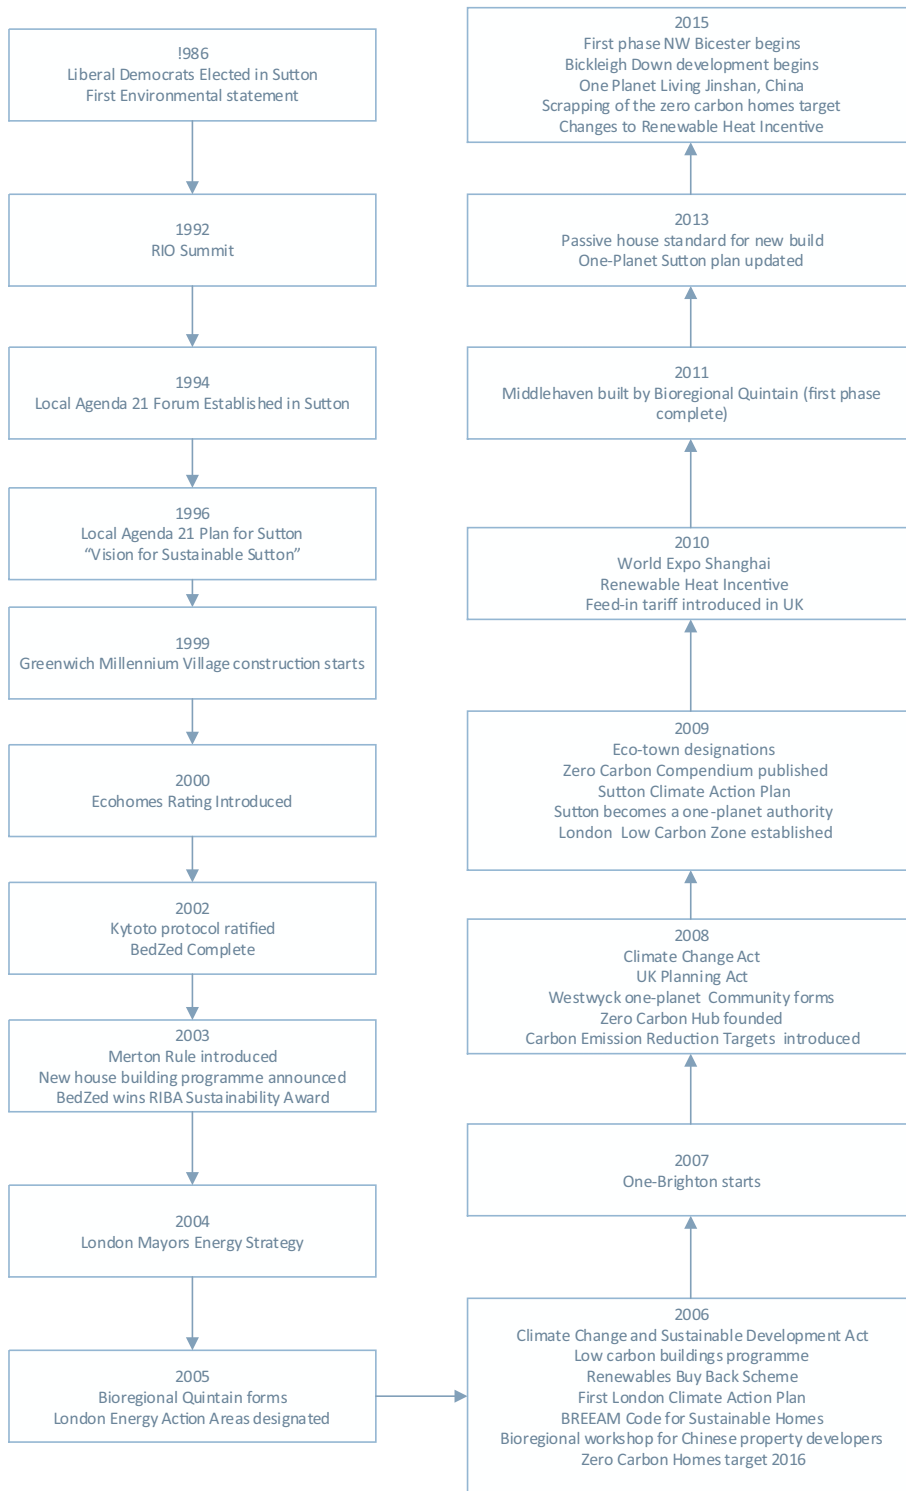 !986
Liberal Democrats Elected in Sutton
First Environmental statement
1992
RIO Summit
1994
Local Agenda 21 Forum Established in Sutton
1996
Local Agenda 21 Plan for Sutton
“Vision for Sustainable Sutton”
1999
Greenwich Millennium Village construction starts
2000
Ecohomes Rating Introduced
2002
Kytoto protocol ratified
BedZed Complete
2003
Merton Rule introduced
New house building programme announced
BedZed wins RIBA Sustainability Award
2004
London Mayors Energy Strategy
2005
Bioregional Quintain forms
London Energy Action Areas designated
2006
Climate Change and Sustainable Development Act
Low carbon buildings programme
Renewables Buy Back Scheme
First London Climate Action Plan
BREEAM Code for Sustainable Homes
Bioregional workshop for Chinese property developers
Zero Carbon Homes target 2016
2007
One-Brighton starts
2008
Climate Change Act
UK Planning Act
Westwyck one-planet Community forms
Zero Carbon Hub founded
Carbon Emission Reduction Targets introduced
2009
Eco-town designations
Zero Carbon Compendium published
Sutton Climate Action Plan
Sutton becomes a one-planet authority
London Low Carbon Zone established
2010
World Expo Shanghai
Renewable Heat Incentive
Feed-in tariff introduced in UK
2011
Middlehaven built by Bioregional Quintain (first phase
complete)
2013
Passive house standard for new build
One-Planet Sutton plan updated
2015
First phase NW Bicester begins
Bickleigh Down development begins
One Planet Living Jinshan, China
Scrapping of the zero carbon homes target
Changes to Renewable Heat Incentive